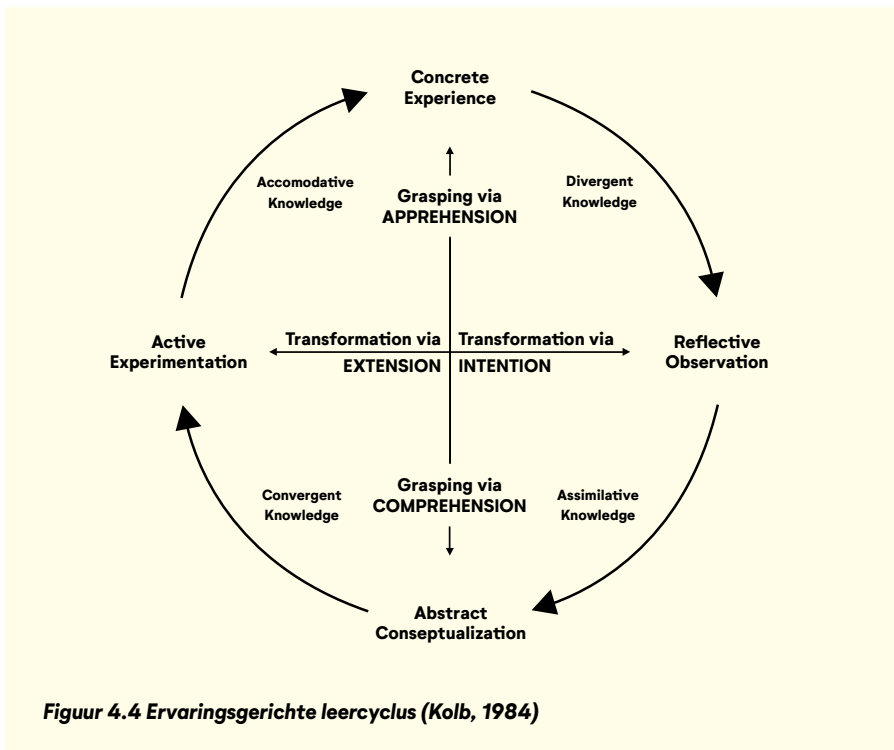 Concrete
Experience
Accomodative
Knowledge
Grasping via
APPREHENSION
Divergent
Knowledge
Active
Experimentation
Transformation via
EXTENSION
Transformation via
INTENTION
Reflective
Observation
Convergent
Knowledge
Grasping via
COMPREHENSION
Assimilative
Knowledge
Abstract
Conseptualization
Figuur 4.4 Ervaringsgerichte leercyclus (Kolb, 1984)